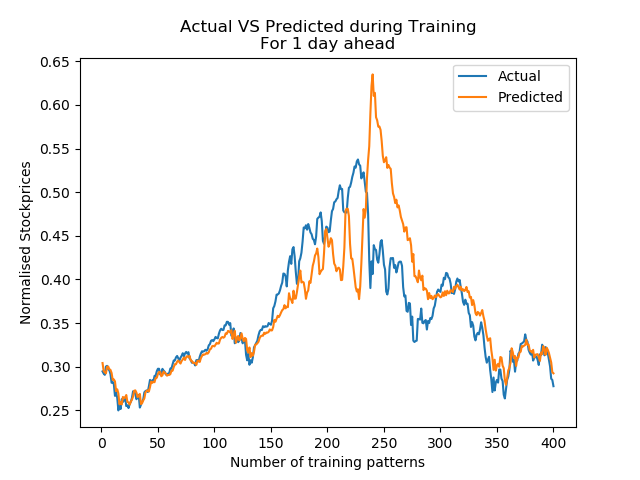 Actual VS Predicted during Training
For 1 day ahead
0.65
0.60
0.55
0.50
0.45
0.40
0.35
0.30
0.25
Normalised Stockprices
Actual
Predicted
0 50 100 150 200 250 300 350 400
Number of training patterns